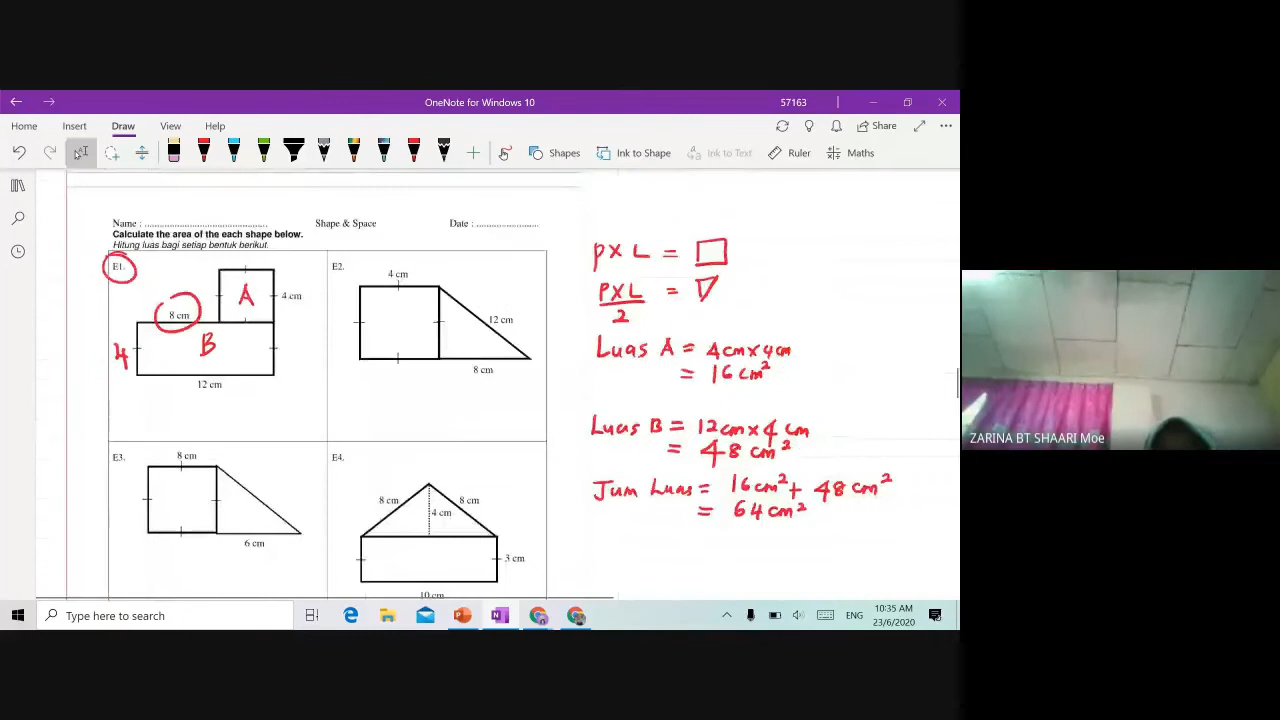 OneNote for Windows 10
57163
Home Insert Draw View Help
Share
Shapes Ink to Shape Ink to Text Ruler Maths
Name : ............................................... Shape & Space Date : .......................
Calculate the area of the each shape below.
Hitung luas bagi setiap bentuk berikut.
E1.
A
4 cm
8 cm
4
B
12 cm
E2.
4 cm
12 cm
8 cm
E3.
8 cm
6 cm
E4.
8 cm
8 cm
4 cm
3 cm
10 cm
P X L =
P X L =
2
Luas A = 4cm x 4cm
= 16 cm²
Luas B = 12cm x 4 cm
= 48 cm²
Jum Luas = 16cm² + 48 cm²
= 64 cm²
ZARINA BT SHAARI Moe
Type here to search
ENG
10:35 AM
23/6/2020